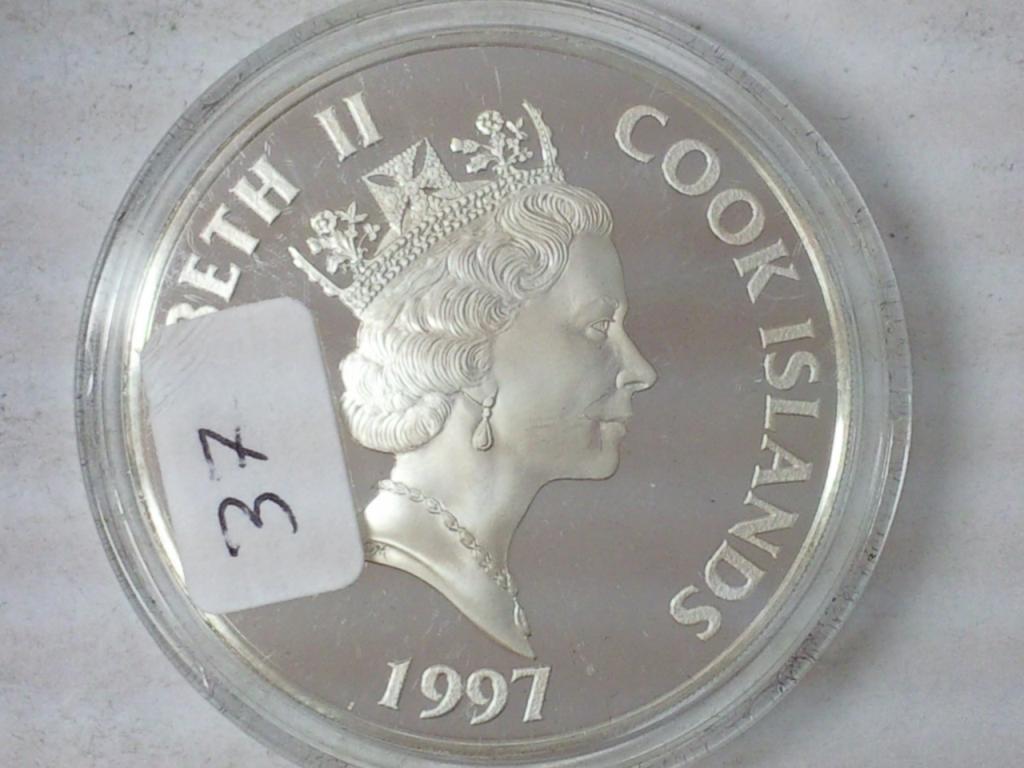 BETH II
COOK ISLANDS
1997
37